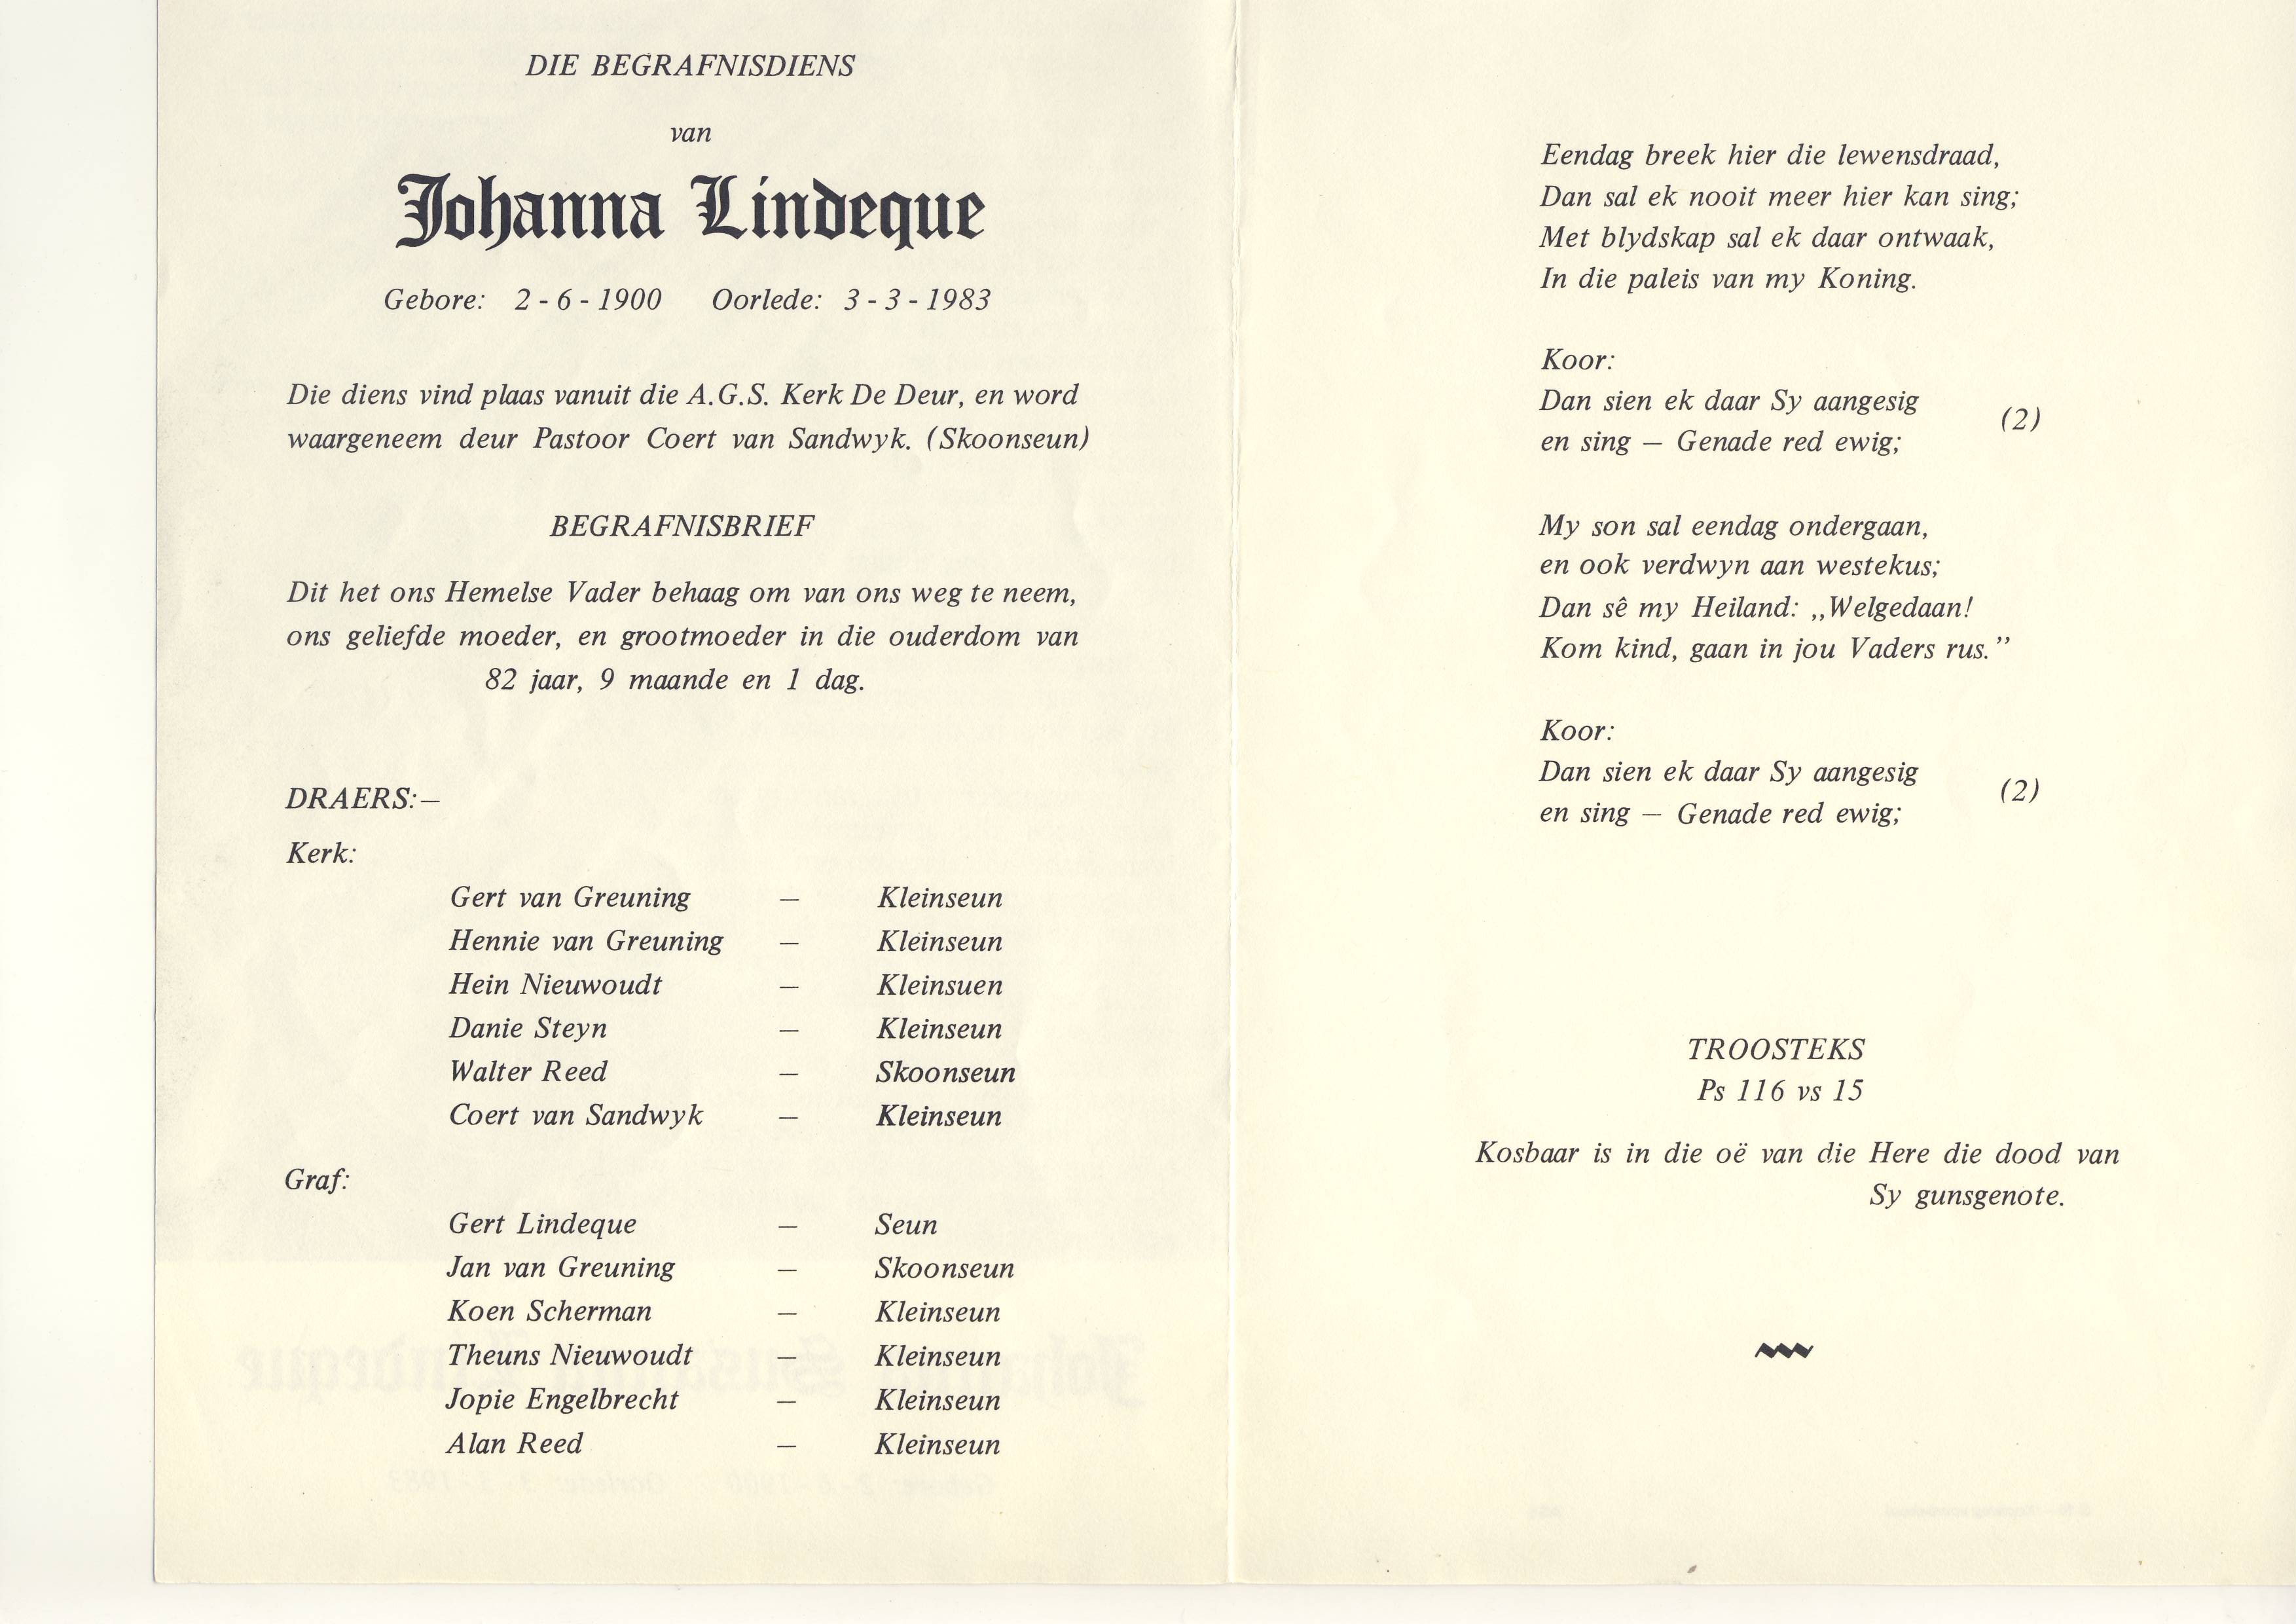 DIE BEGRAFNISDIENS
van
Johanna Lindeque
Gebore: 2 - 6 - 1900 Oorlede: 3 - 3 - 1983
Die diens vind plaas vanuit die A.G.S. Kerk De Deur, en word
waargeneem deur Pastoor Coert van Sandwyk. (Skoonseun)
BEGRAFNISBRIEF
Dit het ons Hemelse Vader behaag om van ons weg te neem,
ons geliefde moeder, en grootmoeder in die ouderdom van
82 jaar, 9 maande en 1 dag.
DRAERS:—
Kerk:
Gert van Greuning — Kleinseun
Hennie van Greuning — Kleinseun
Hein Nieuwoudt — Kleinsuen
Danie Steyn — Kleinseun
Walter Reed — Skoonseun
Coert van Sandwyk — Kleinseun
Graf:
Gert Lindeque — Seun
Jan van Greuning — Skoonseun
Koen Scherman — Kleinseun
Theuns Nieuwoudt — Kleinseun
Jopie Engelbrecht — Kleinseun
Alan Reed — Kleinseun
Eendag breek hier die lewensdraad,
Dan sal ek nooit meer hier kan sing;
Met blydskap sal ek daar ontwaak,
In die paleis van my Koning.
Koor:
Dan sien ek daar Sy aangesig
(2)
en sing — Genade red ewig;
My son sal eendag ondergaan,
en ook verdwyn aan westekus;
Dan sê my Heiland: ,,Welgedaan!
Kom kind, gaan in jou Vaders rus.”
Koor:
Dan sien ek daar Sy aangesig
(2)
en sing — Genade red ewig;
TROOSTEKS
Ps 116 vs 15
Kosbaar is in die oë van die Here die dood van
Sy gunsgenote.